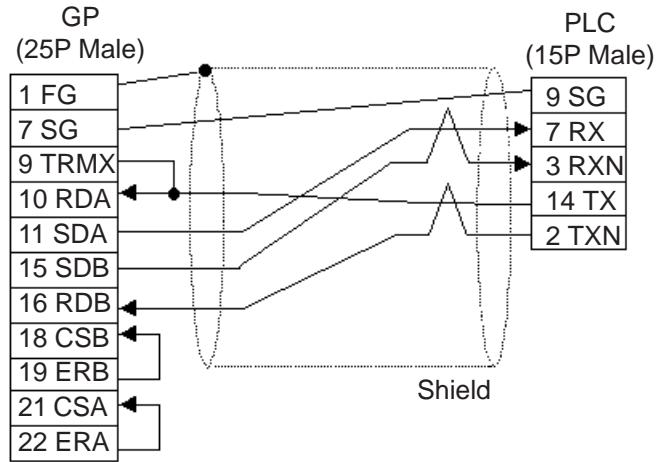 GP
(25P Male)
1 FG
7 SG
9 TRMX
10 RDA
11 SDA
15 SDB
16 RDB
18 CSB
19 ERB
21 CSA
22 ERA
PLC
(15P Male)
9 SG
7 RX
3 RXN
14 TX
2 TXN
Shield